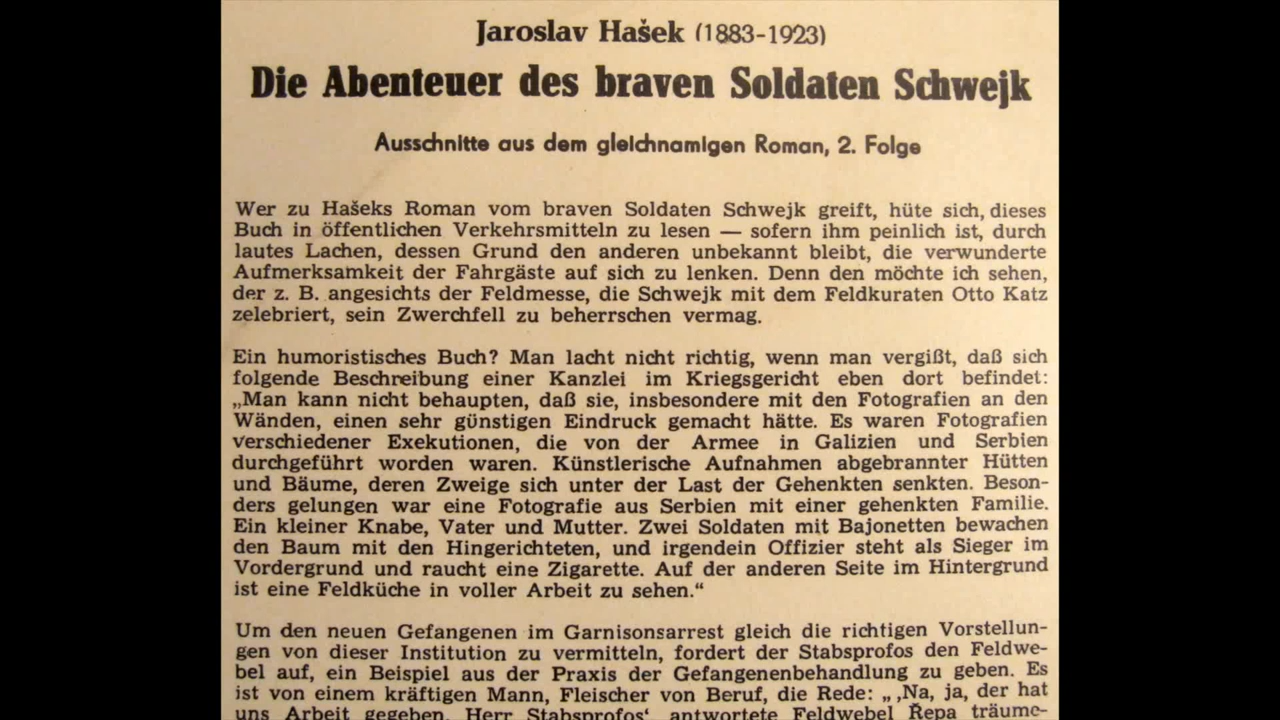 Jaroslav Hašek (1883-1923)
Die Abenteuer des braven Soldaten Schwejk
Ausschnitte aus dem gleichnamigen Roman, 2. Folge
Wer zu Hašeks Roman vom braven Soldaten Schwejk greift, hüte sich, dieses
Buch in öffentlichen Verkehrsmitteln zu lesen — sofern ihm peinlich ist, durch
lautes Lachen, dessen Grund den anderen unbekannt bleibt, die verwunderte
Aufmerksamkeit der Fahrgäste auf sich zu lenken. Denn den möchte ich sehen,
der z. B. angesichts der Feldmesse, die Schwejk mit dem Feldkuraten Otto Katz
zelebriert, sein Zwerchfell zu beherrschen vermag.
Ein humoristisches Buch? Man lacht nicht richtig, wenn man vergißt, daß sich
folgende Beschreibung einer Kanzlei im Kriegsgericht eben dort befindet:
„Man kann nicht behaupten, daß sie, insbesondere mit den Fotografien an den
Wänden, einen sehr günstigen Eindruck gemacht hätte. Es waren Fotografien
verschiedener Exekutionen, die von der Armee in Galizien und Serbien
durchgeführt worden waren. Künstlerische Aufnahmen abgebrannter Hütten
und Bäume, deren Zweige sich unter der Last der Gehenkten senkten. Beson-
ders gelungen war eine Fotografie aus Serbien mit einer gehenkten Familie.
Ein kleiner Knabe, Vater und Mutter. Zwei Soldaten mit Bajonetten bewachen
den Baum mit den Hingerichteten, und irgendein Offizier steht als Sieger im
Vordergrund und raucht eine Zigarette. Auf der anderen Seite im Hintergrund
ist eine Feldküche in voller Arbeit zu sehen.“
Um den neuen Gefangenen im Garnisonsarrest gleich die richtigen Vorstellun-
gen von dieser Institution zu vermitteln, fordert der Stabsprofos den Feldwe-
bel auf, ein Beispiel aus der Praxis der Gefangenenbehandlung zu geben. Es
ist von einem kräftigen Mann, Fleischer von Beruf, die Rede: „‚Na, ja, der hat
uns Arbeit gegeben, Herr Stabsprofos‘, antwortete Feldwebel Řepa träume-